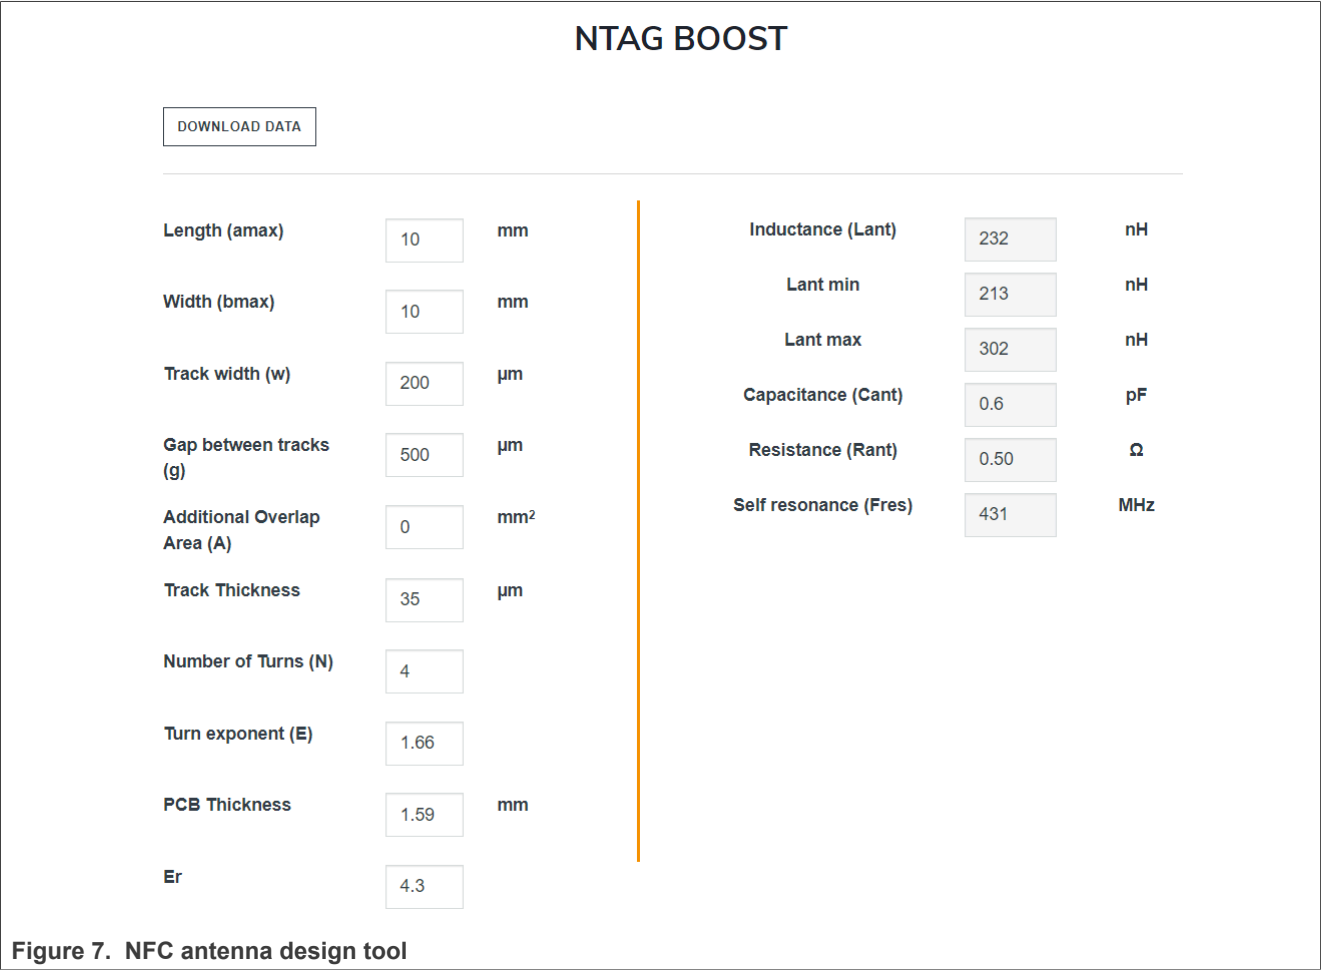 NTAG BOOST
DOWNLOAD DATA
Length (amax) 10 mm
Width (bmax) 10 mm
Track width (w) 200 µm
Gap between tracks
(g) 500 µm
Additional Overlap
Area (A) 0 mm²
Track Thickness 35 µm
Number of Turns (N) 4
Turn exponent (E) 1.66
PCB Thickness 1.59 mm
Er 4.3
Inductance (Lant) 232 nH
Lant min 213 nH
Lant max 302 nH
Capacitance (Cant) 0.6 pF
Resistance (Rant) 0.50 Ω
Self resonance (Fres) 431 MHz
Figure 7. NFC antenna design tool